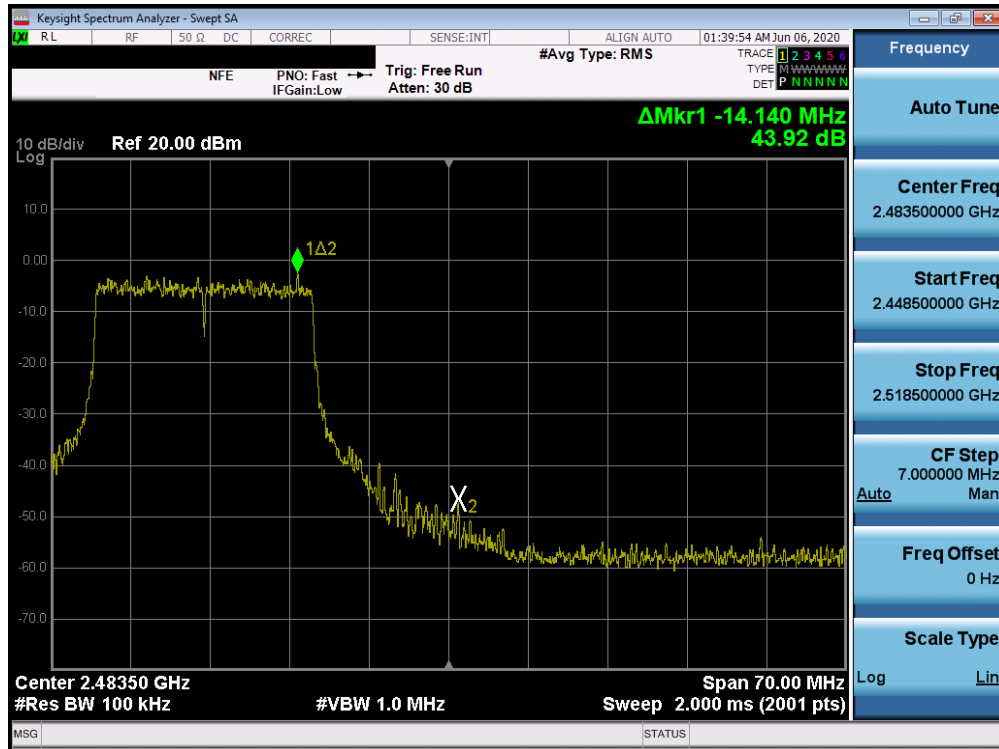 Keysight Spectrum Analyzer - Swept SA
LXI RL RF 50 Ω DC CORREC SENSE:INT ALIGN AUTO 01:39:54 AM Jun 06, 2020
NFE PNO: Fast Trig: Free Run #Avg Type: RMS TRACE 1 2 3 4 5 6
IFGain:Low Atten: 30 dB TYPE M WWWWW
DET P N N N N N
ΔMkr1 -14.140 MHz
43.92 dB
10 dB/div Ref 20.00 dBm
Log
10.0
0.00
-10.0
-20.0
-30.0
-40.0
-50.0
-60.0
-70.0
1Δ2
X2
Center 2.48350 GHz Span 70.00 MHz
#Res BW 100 kHz #VBW 1.0 MHz Sweep 2.000 ms (2001 pts)
MSG STATUS
Frequency
Auto Tune
Center Freq
2.483500000 GHz
Start Freq
2.448500000 GHz
Stop Freq
2.518500000 GHz
CF Step
7.000000 MHz
Auto Man
Freq Offset
0 Hz
Scale Type
Log Lin